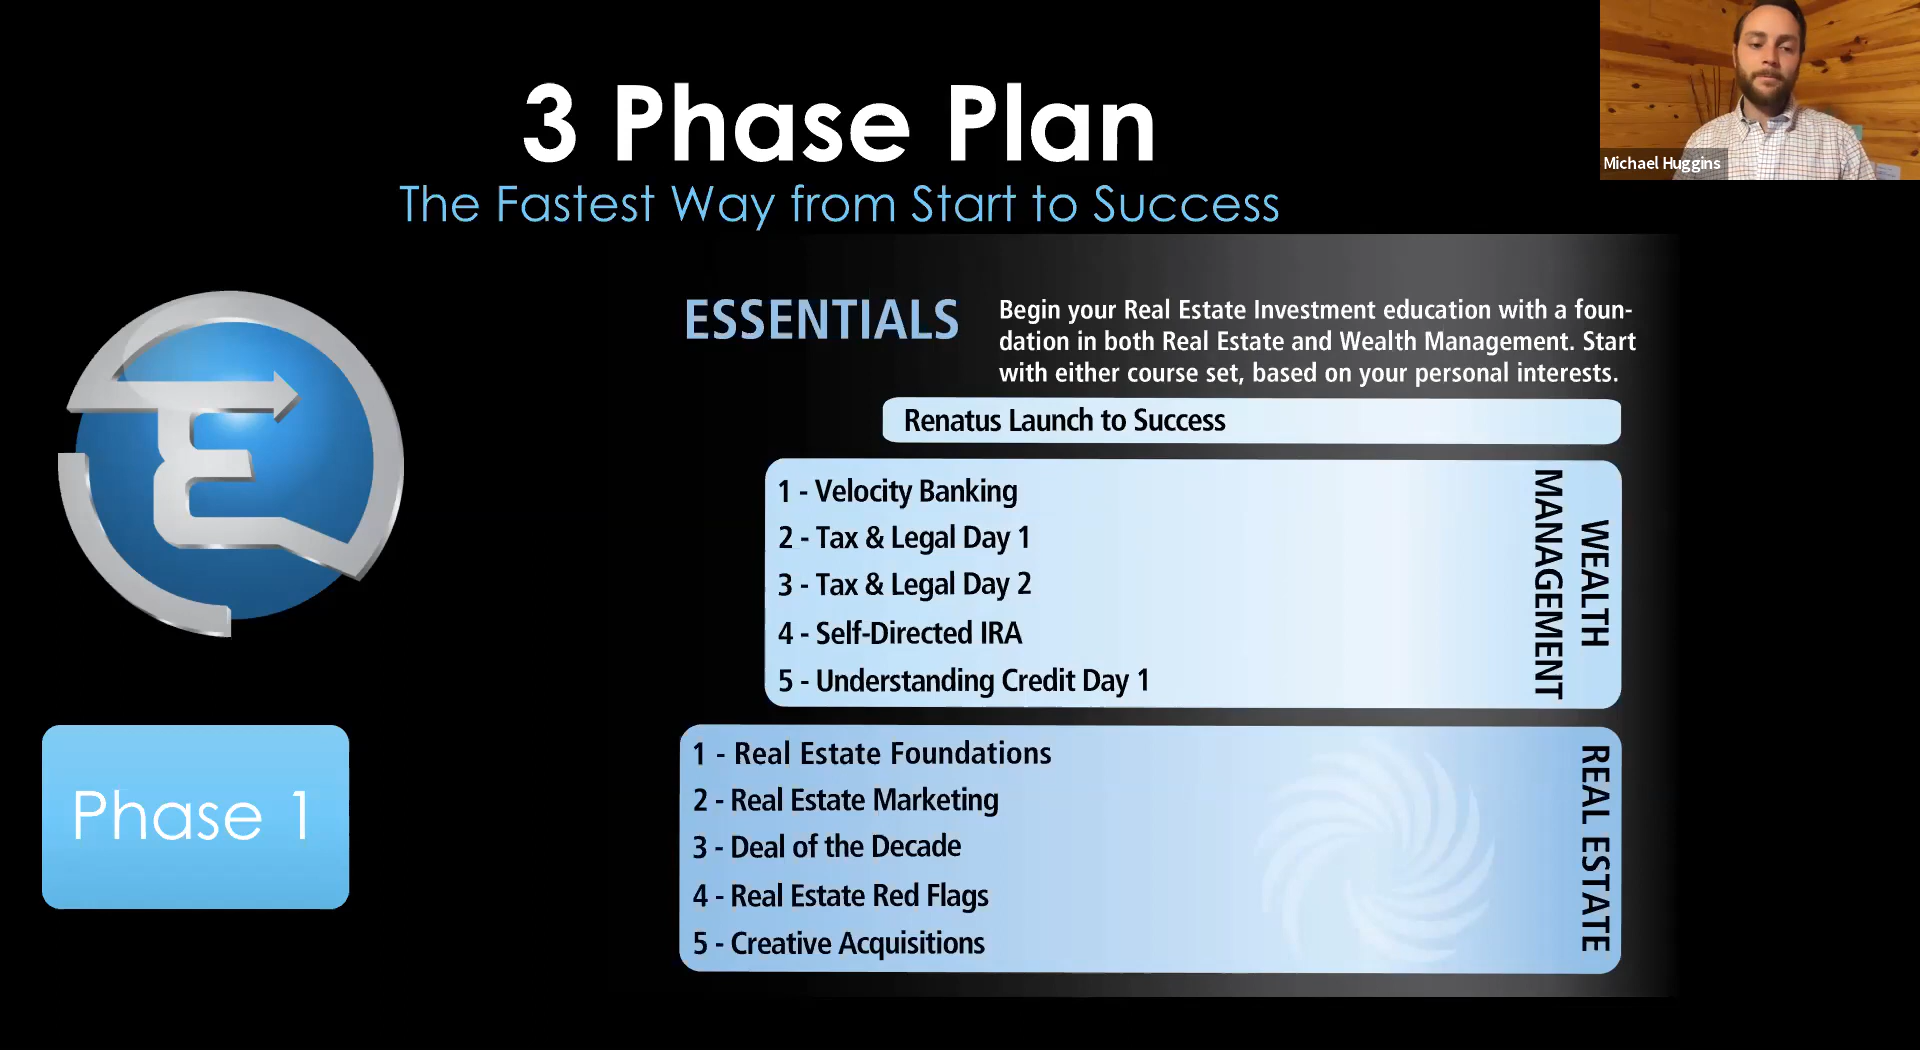 3 Phase Plan
The Fastest Way from Start to Success
Michael Huggins
ESSENTIALS
Begin your Real Estate Investment education with a foun-
dation in both Real Estate and Wealth Management. Start
with either course set, based on your personal interests.
Renatus Launch to Success
1 - Velocity Banking
2 - Tax & Legal Day 1
3 - Tax & Legal Day 2
4 - Self-Directed IRA
5 - Understanding Credit Day 1
WEALTH
MANAGEMENT
Phase 1
1 - Real Estate Foundations
2 - Real Estate Marketing
3 - Deal of the Decade
4 - Real Estate Red Flags
5 - Creative Acquisitions
REAL ESTATE